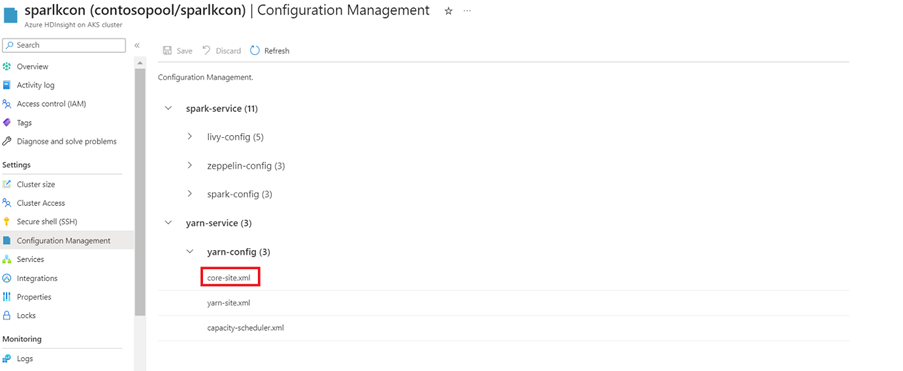 sparlkcon (contosopool/sparlkcon) | Configuration Management
Azure HDInsight on AKS cluster
Search
Overview
Activity log
Access control (IAM)
Tags
Diagnose and solve problems
Settings
Cluster size
Cluster Access
Secure shell (SSH)
Configuration Management
Services
Integrations
Properties
Locks
Monitoring
Logs
Save Discard Refresh
Configuration Management.
spark-service (11)
livy-config (5)
zeppelin-config (3)
spark-config (3)
yarn-service (3)
yarn-config (3)
core-site.xml
yarn-site.xml
capacity-scheduler.xml